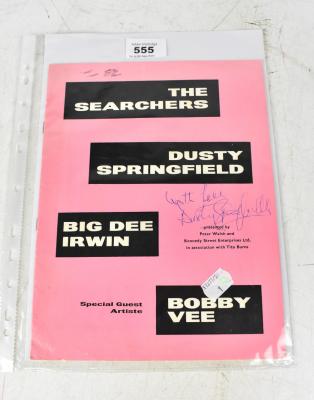 555
THE
SEARCHERS
DUSTY
SPRINGFIELD
with love
Dusty Springfield
BIG DEE
IRWIN
presented by
Peter Walsh and
Kennedy Street Enterprises Ltd.
in association with Tito Burns
Special Guest
Artiste
BOBBY
VEE
1